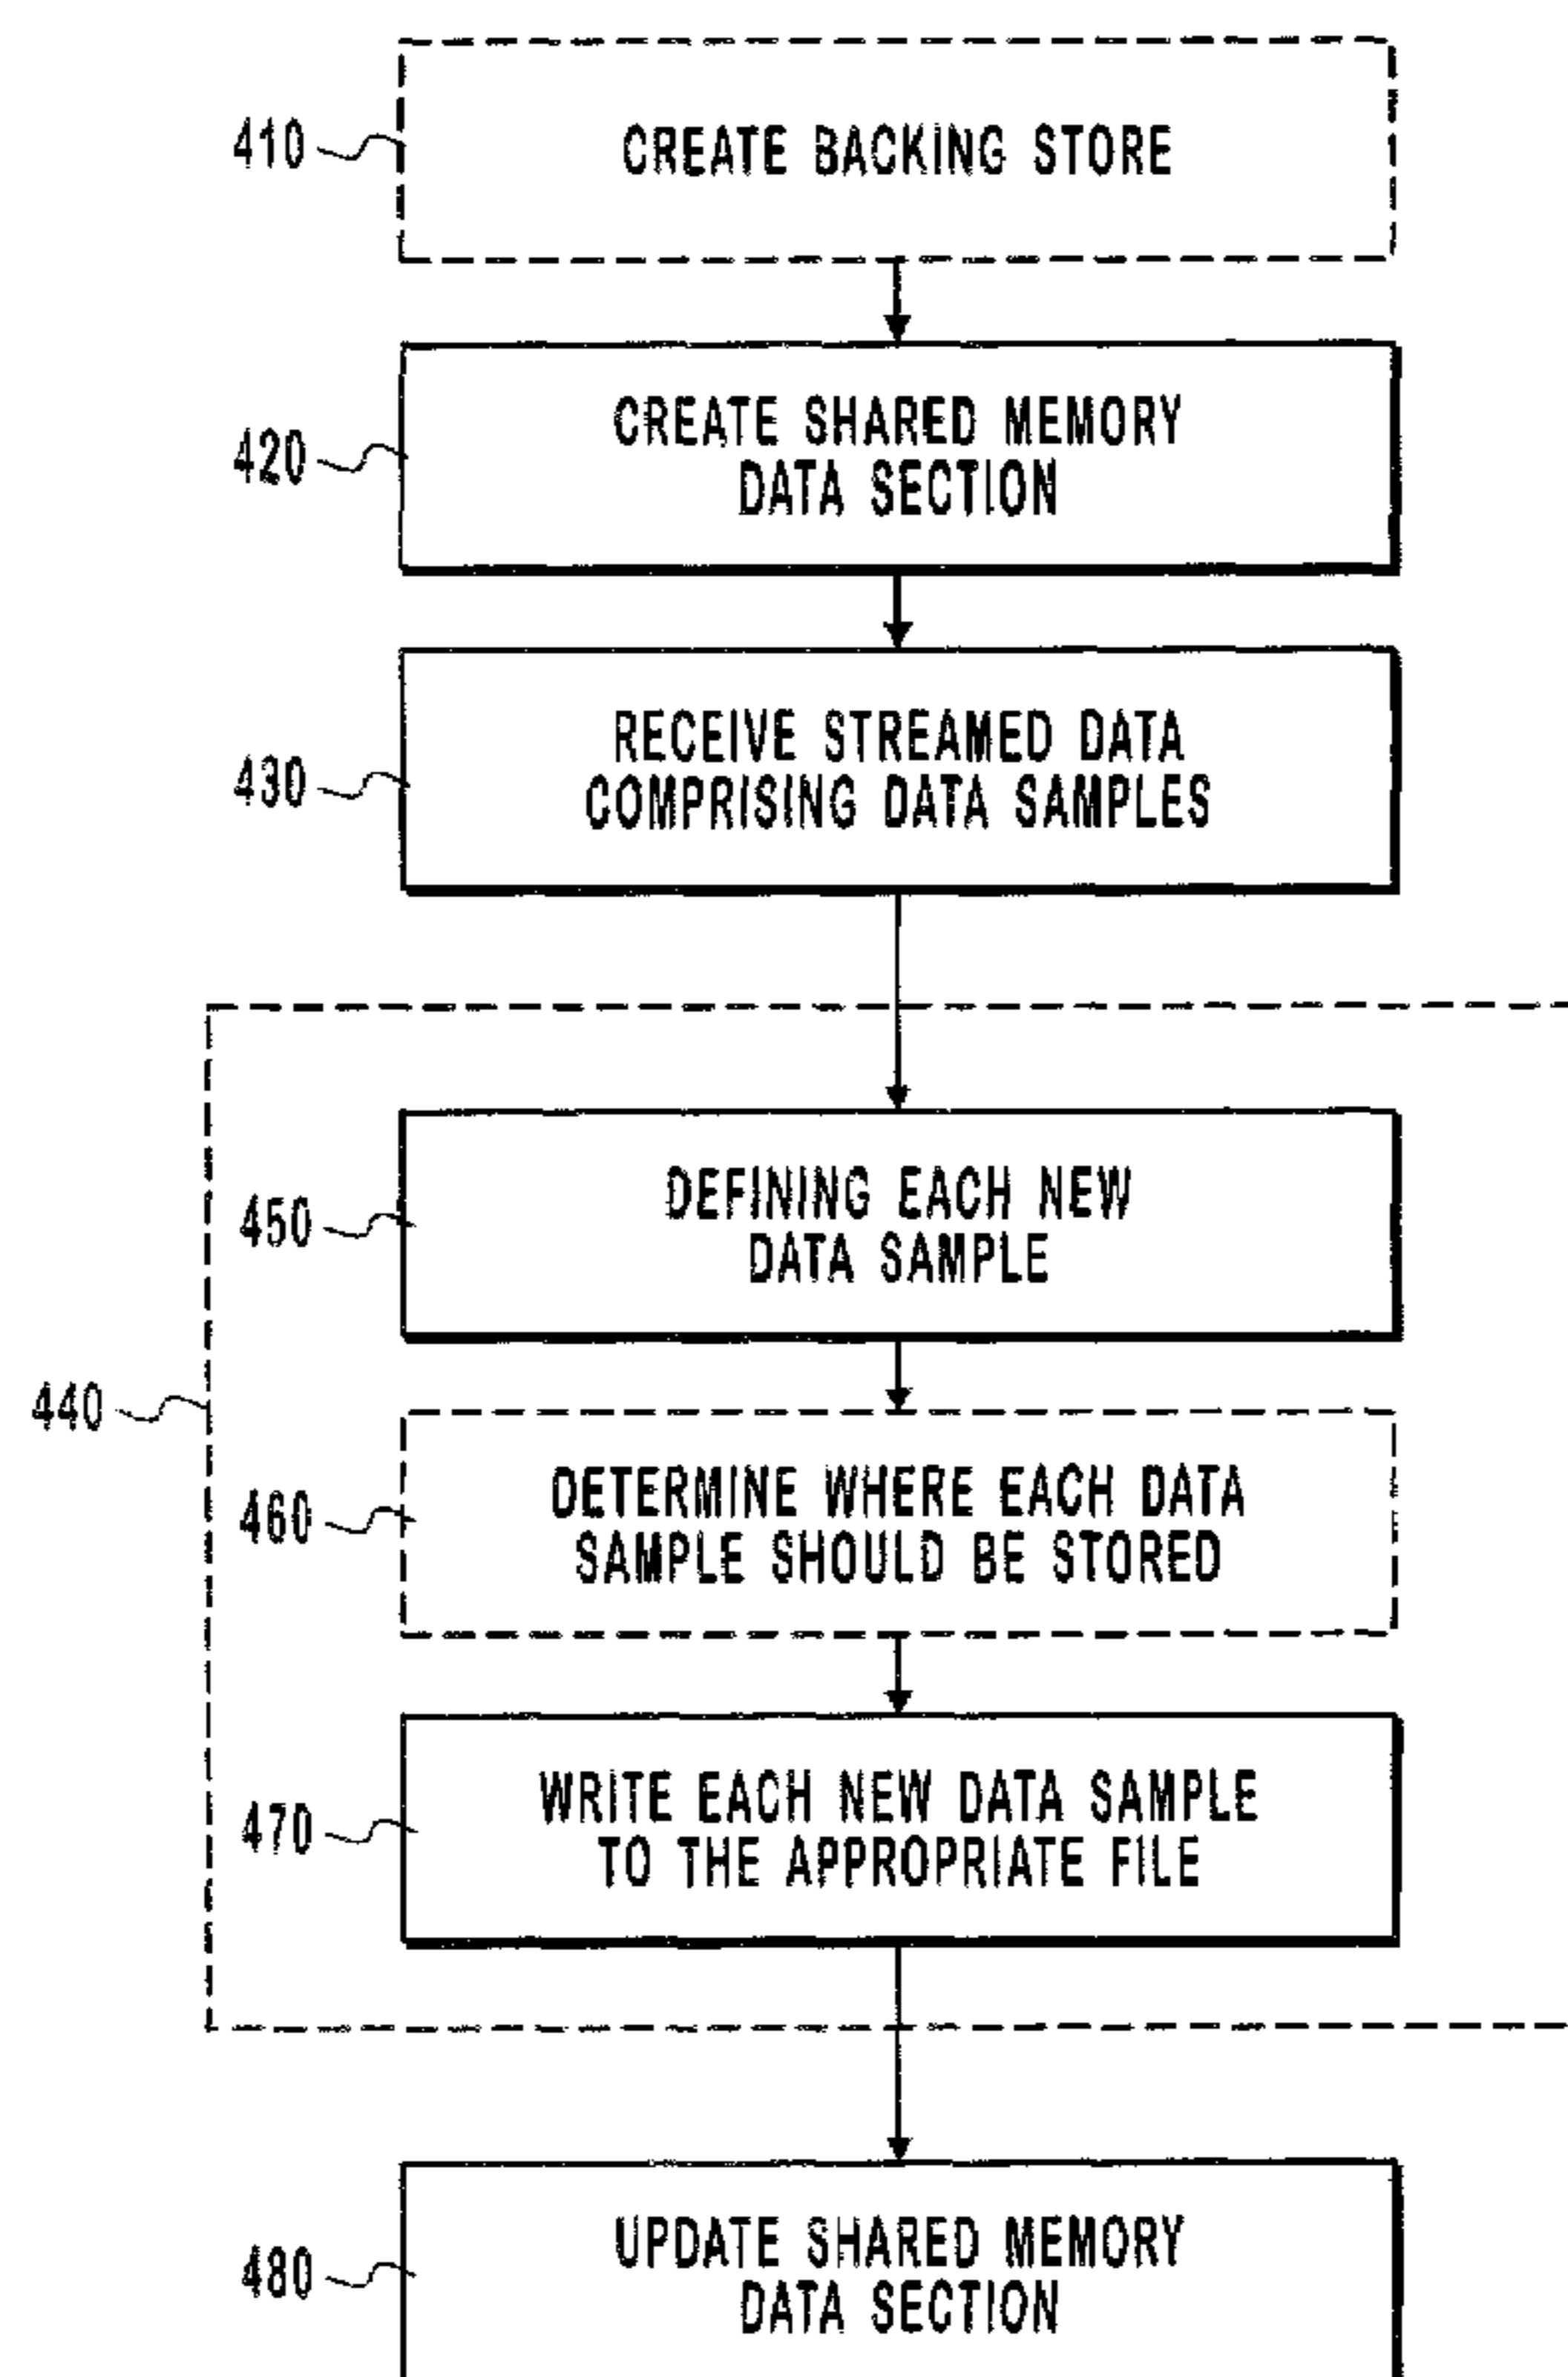 410
CREATE BACKING STORE
420
CREATE SHARED MEMORY
DATA SECTION
430
RECEIVE STREAMED DATA
COMPRISING DATA SAMPLES
440
450
DEFINING EACH NEW
DATA SAMPLE
460
DETERMINE WHERE EACH DATA
SAMPLE SHOULD BE STORED
470
WRITE EACH NEW DATA SAMPLE
TO THE APPROPRIATE FILE
480
UPDATE SHARED MEMORY
DATA SECTION